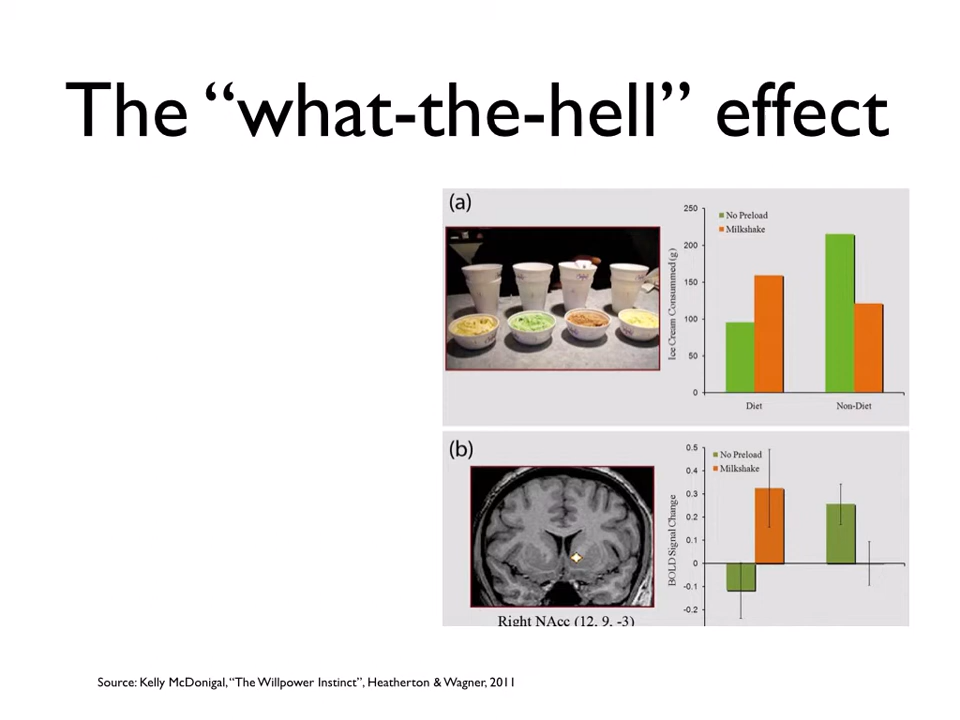 The “what-the-hell” effect
(a)
250
200
150
100
50
0
Ice Cream Consummed (g)
No Preload
Milkshake
Diet
Non-Diet
(b)
0.5
0.4
0.3
0.2
0.1
0
-0.1
-0.2
BOLD Signal Change
No Preload
Milkshake
Right NAcc (12, 9, -3)
Source: Kelly McDonigal, “The Willpower Instinct”, Heatherton & Wagner, 2011